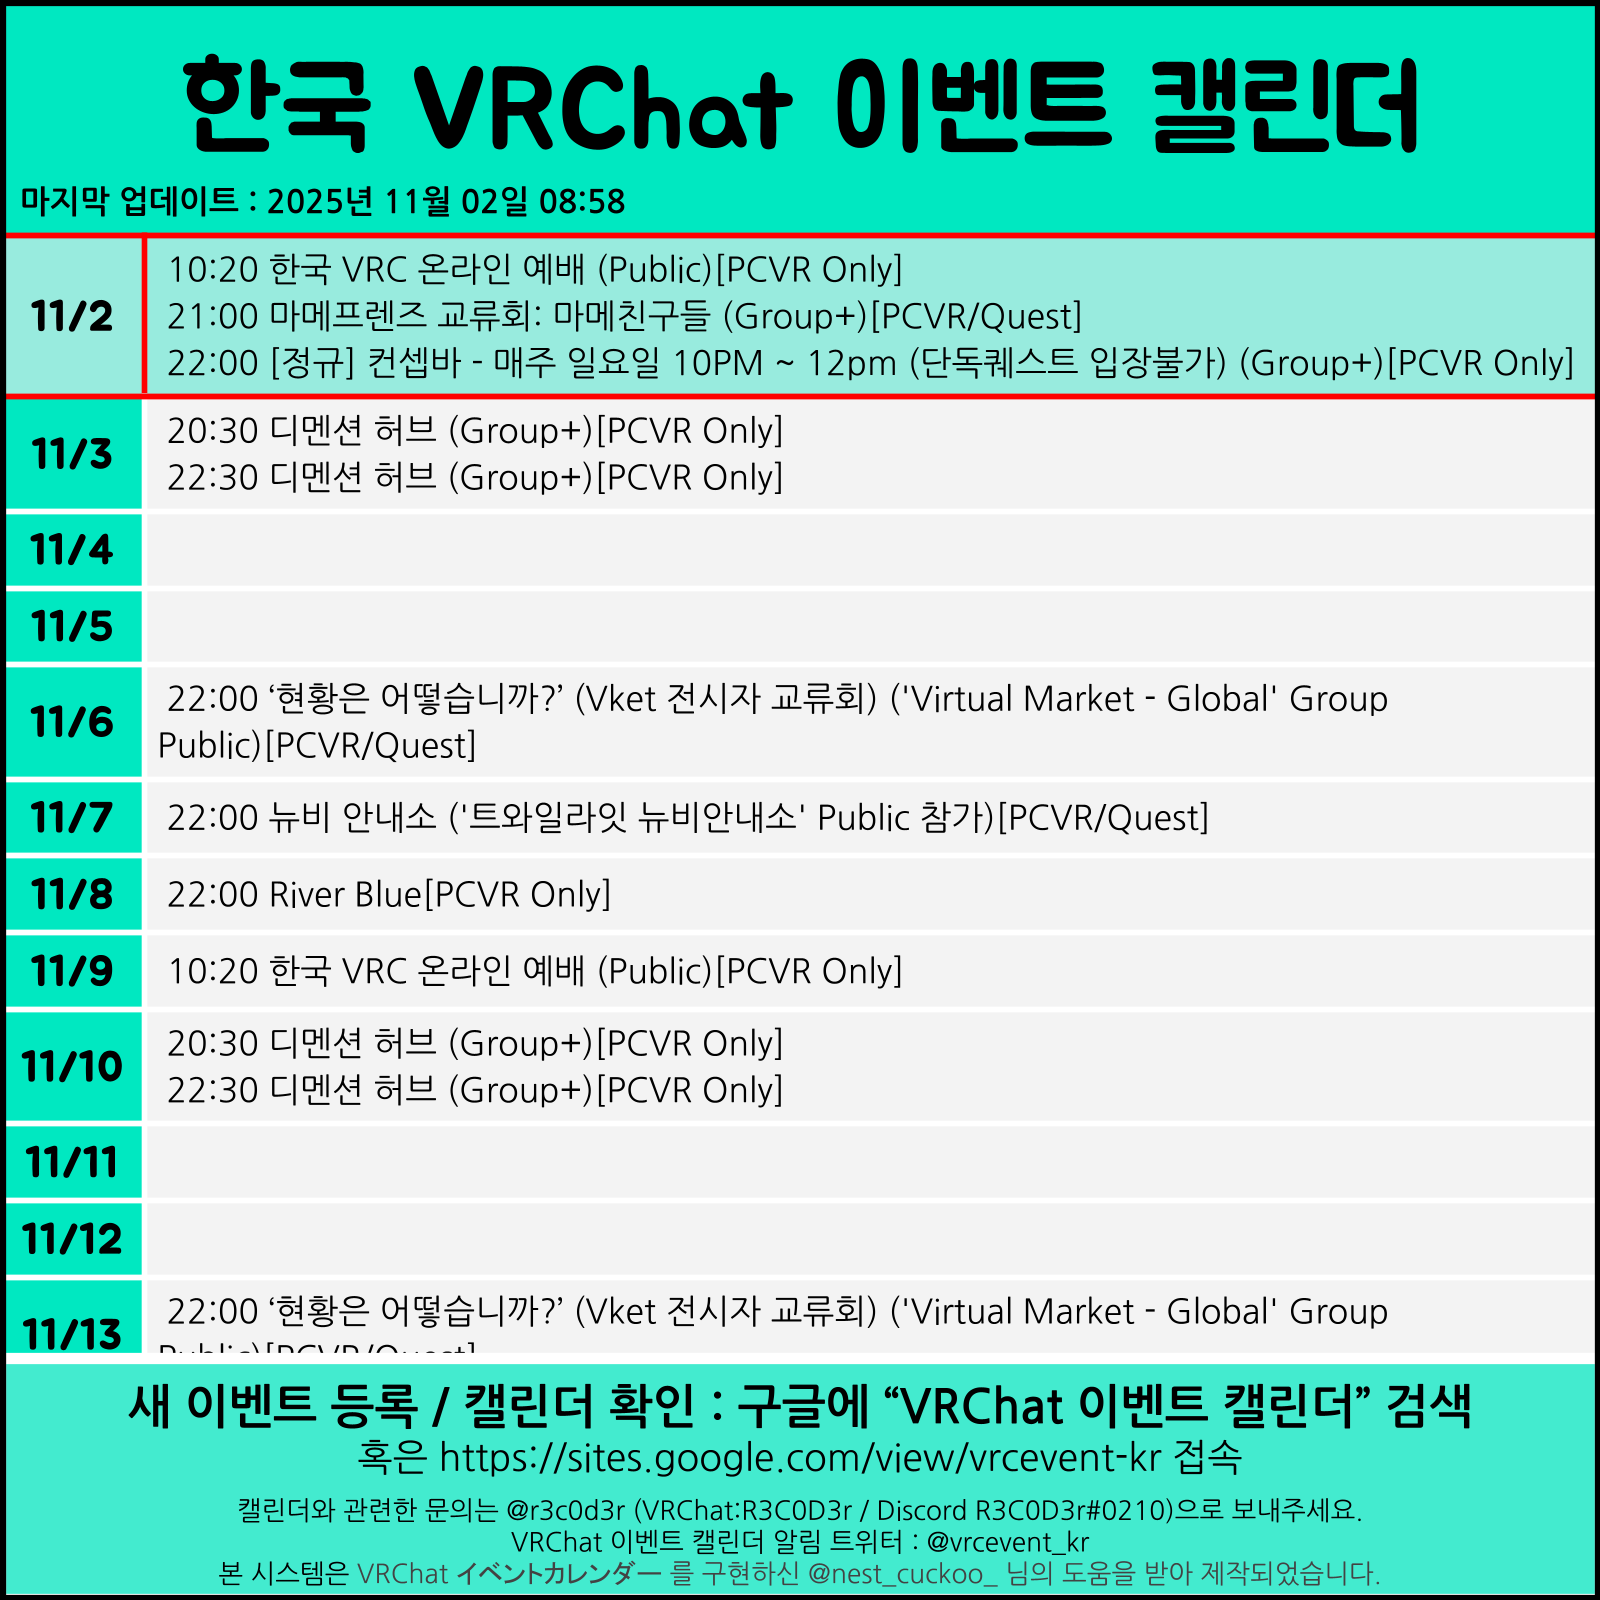 한국 VRChat 이벤트 캘린더
마지막 업데이트 : 2025년 11월 02일 08:58
11/2
10:20 한국 VRC 온라인 예배 (Public)[PCVR Only]
21:00 마메프렌즈 교류회: 마메친구들 (Group+)[PCVR/Quest]
22:00 [정규] 컨셉바 - 매주 일요일 10PM ~ 12pm (단독퀘스트 입장불가) (Group+)[PCVR Only]
11/3
20:30 디멘션 허브 (Group+)[PCVR Only]
22:30 디멘션 허브 (Group+)[PCVR Only]
11/4
11/5
11/6
22:00 ‘현황은 어떻습니까?’ (Vket 전시자 교류회) ('Virtual Market - Global' Group
Public)[PCVR/Quest]
11/7
22:00 뉴비 안내소 ('트와일라잇 뉴비안내소' Public 참가)[PCVR/Quest]
11/8
22:00 River Blue[PCVR Only]
11/9
10:20 한국 VRC 온라인 예배 (Public)[PCVR Only]
11/10
20:30 디멘션 허브 (Group+)[PCVR Only]
22:30 디멘션 허브 (Group+)[PCVR Only]
11/11
11/12
11/13
22:00 ‘현황은 어떻습니까?’ (Vket 전시자 교류회) ('Virtual Market - Global' Group
Public)[PCVR/Quest]
새 이벤트 등록 / 캘린더 확인 : 구글에 “VRChat 이벤트 캘린더” 검색
혹은 https://sites.google.com/view/vrcevent-kr 접속
캘린더와 관련한 문의는 @r3c0d3r (VRChat:R3C0D3r / Discord R3C0D3r#0210)으로 보내주세요.
VRChat 이벤트 캘린더 알림 트위터 : @vrcevent_kr
본 시스템은 VRChat イベントカレンダー 를 구현하신 @nest_cuckoo_ 님의 도움을 받아 제작되었습니다.